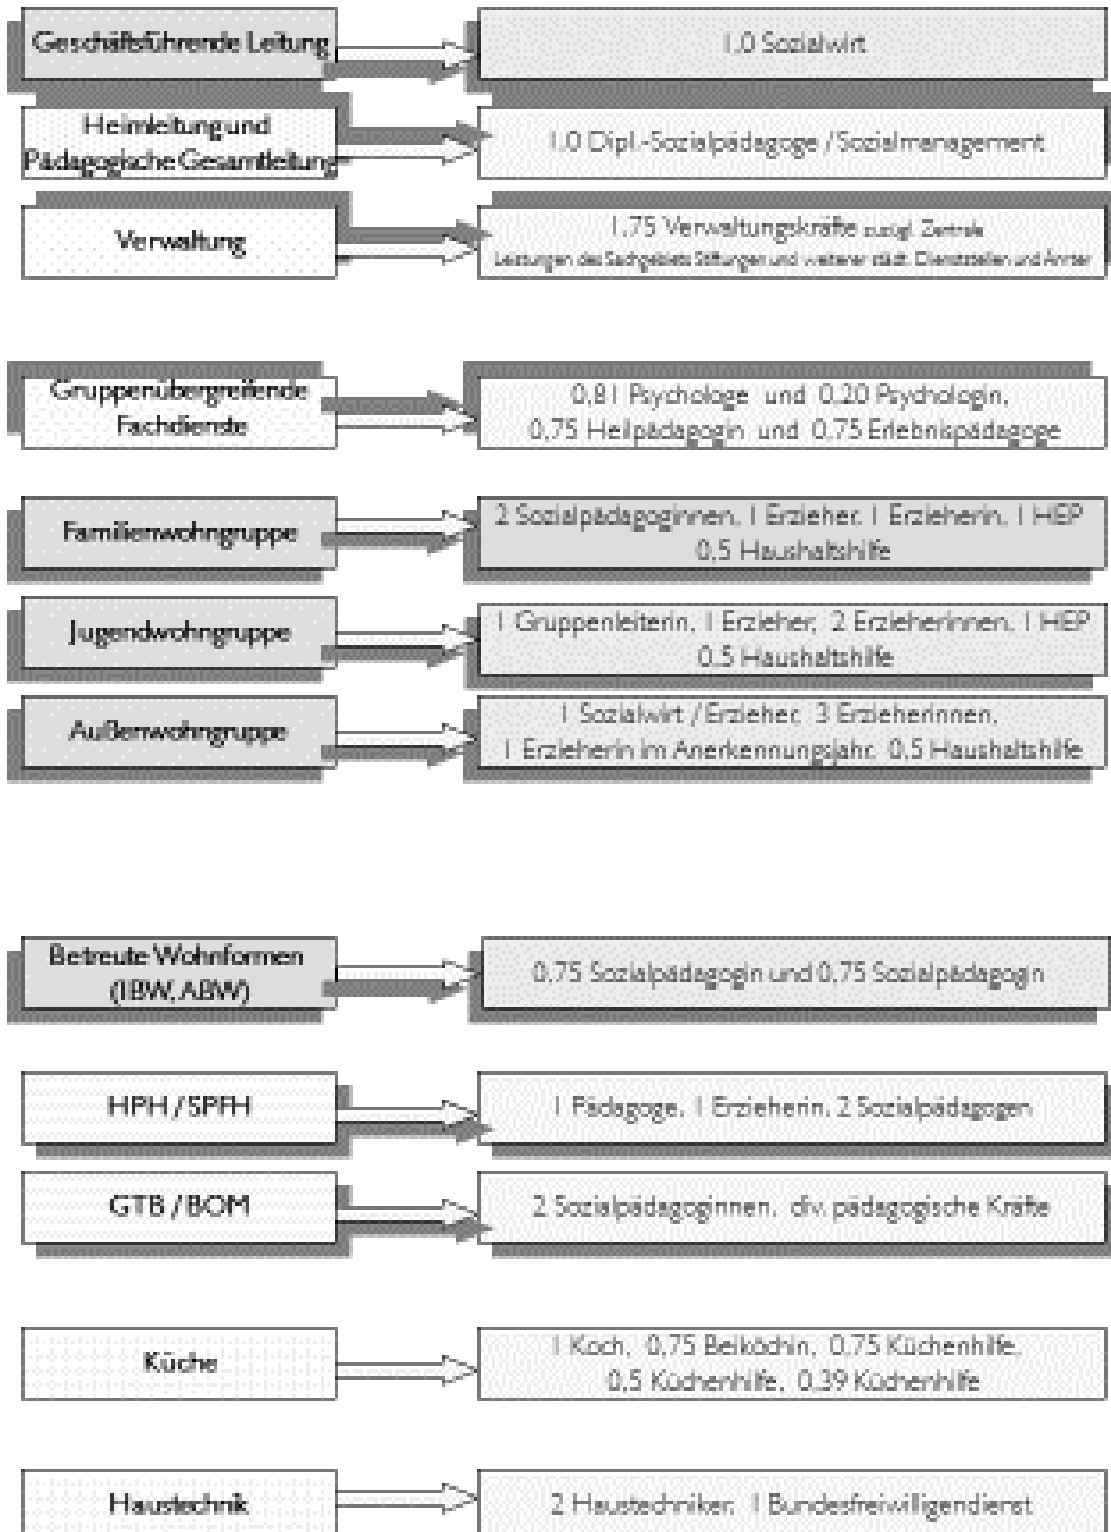 Geschäftsführende Leitung
1.0 Sozialwirt
Heimleitung und
Pädagogische Gesamtleitung
1.0 Dipl.-Sozialpädagoge / Sozialmanagement
Verwaltung
1,75 Verwaltungskräfte zuzügl. Zentrale
Leistungen des Sachgebiets Stiftungen und weiterer städt. Dienststellen und Ämter
Gruppenübergreifende
Fachdienste
0,81 Psychologe und 0,20 Psychologin,
0,75 Heilpädagogin und 0,75 Erlebnispädagoge
Familienwohngruppe
2 Sozialpädagoginnen, 1 Erzieher, 1 Erzieherin, 1 HEP
0,5 Haushaltshilfe
Jugendwohngruppe
1 Gruppenleiterin, 1 Erzieher, 2 Erzieherinnen, 1 HEP
0,5 Haushaltshilfe
Außenwohngruppe
1 Sozialwirt / Erzieher, 3 Erzieherinnen,
1 Erzieherin im Anerkennungsjahr, 0,5 Haushaltshilfe
Betreute Wohnformen
(IBW, ABW)
0,75 Sozialpädagogin und 0,75 Sozialpädagogin
HPH / SPFH
1 Pädagoge, 1 Erzieherin, 2 Sozialpädagogen
GTB / BOM
2 Sozialpädagoginnen, div. pädagogische Kräfte
Küche
1 Koch, 0,75 Beiköchin, 0,75 Küchenhilfe,
0,5 Küchenhilfe, 0,39 Küchenhilfe
Haustechnik
2 Haustechniker, 1 Bundesfreiwilligendienst